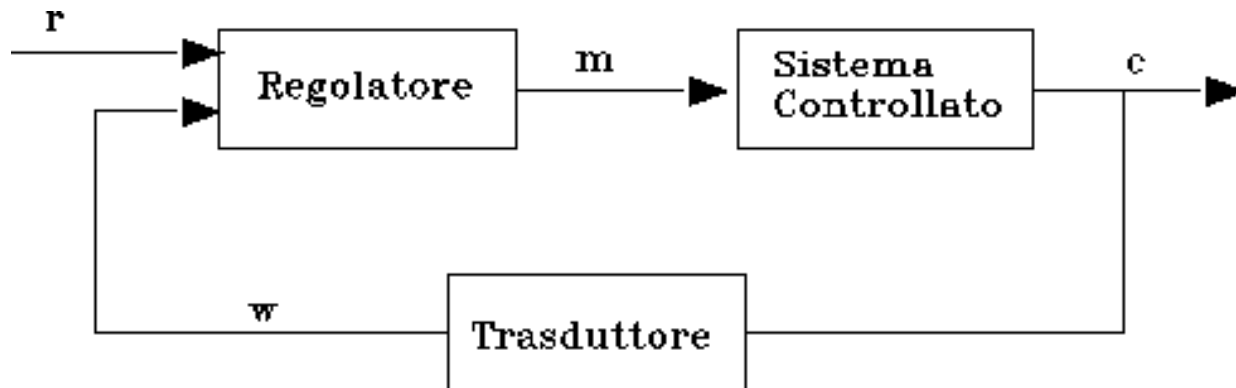 r
Regolatore
m
Sistema
Controllato
c
w
Trasduttore